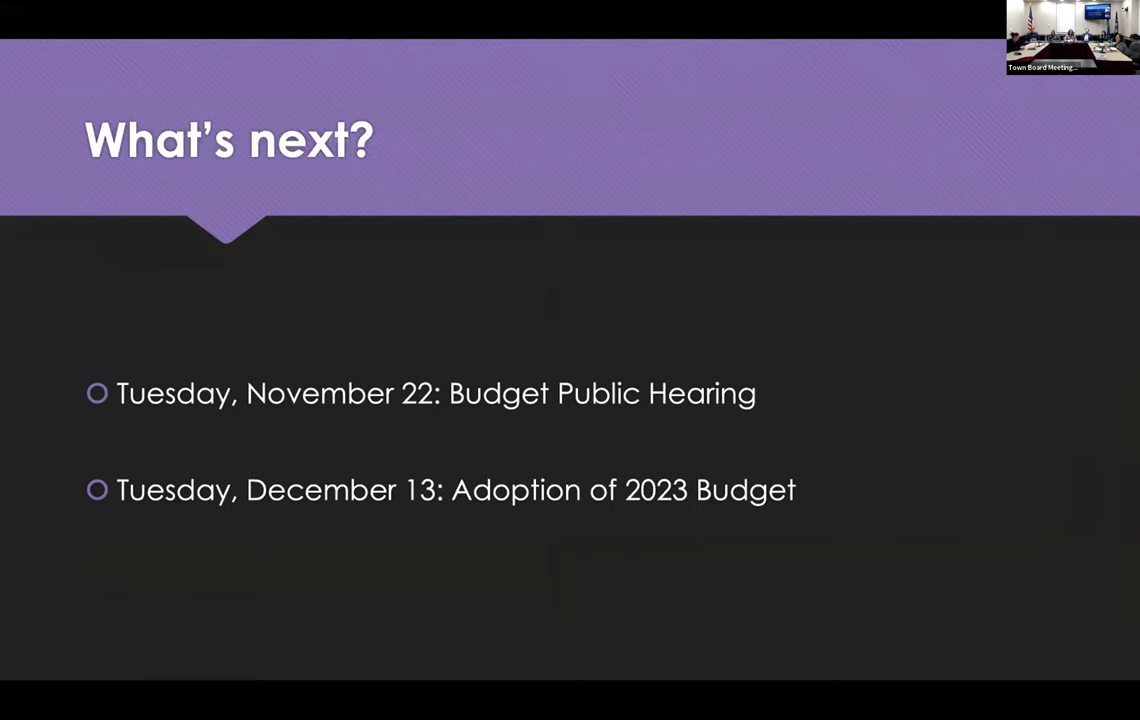 Town Board Meeting...
What's next?
Tuesday, November 22: Budget Public Hearing
Tuesday, December 13: Adoption of 2023 Budget